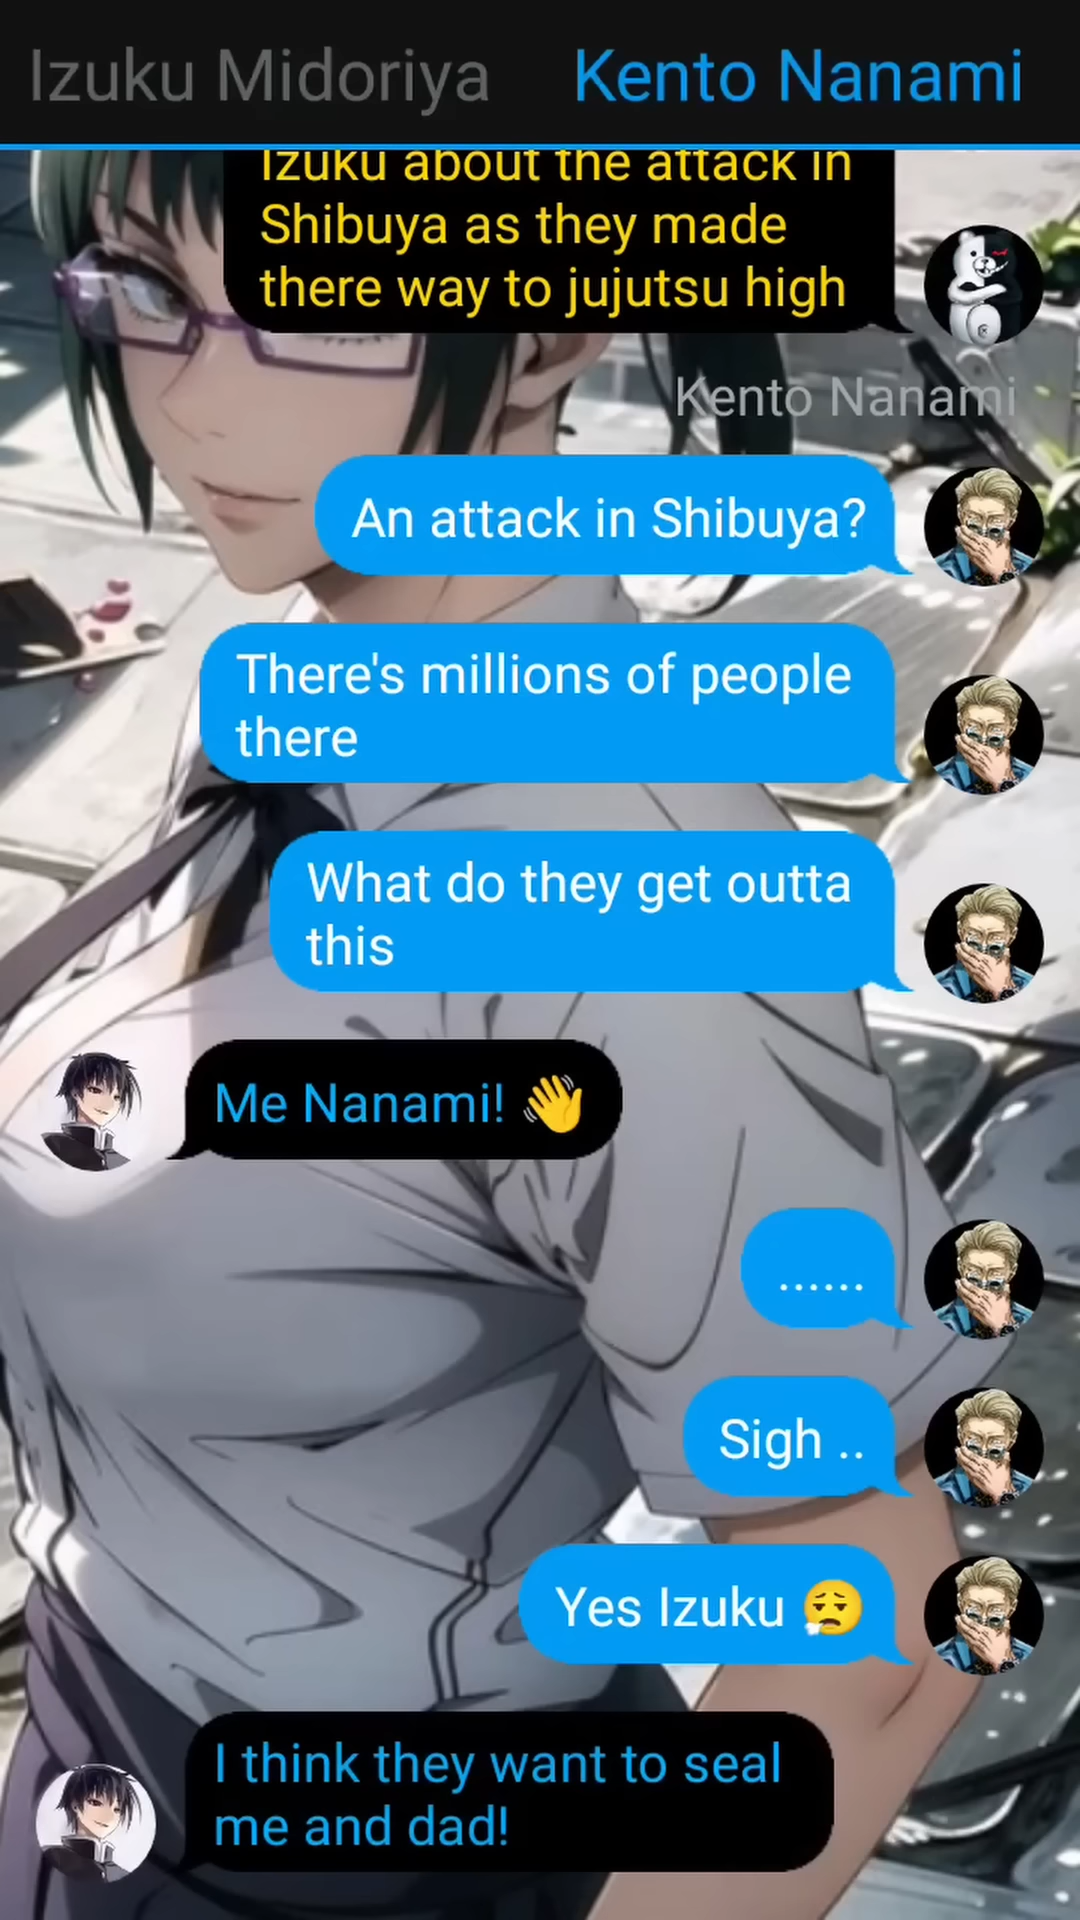 Izuku Midoriya
Kento Nanami
Izuku about the attack in
Shibuya as they made
there way to jujutsu high
Kento Nanami
An attack in Shibuya?
There's millions of people
there
What do they get outta
this
Me Nanami! 👋
......
Sigh ..
Yes Izuku 😮‍💨
I think they want to seal
me and dad!